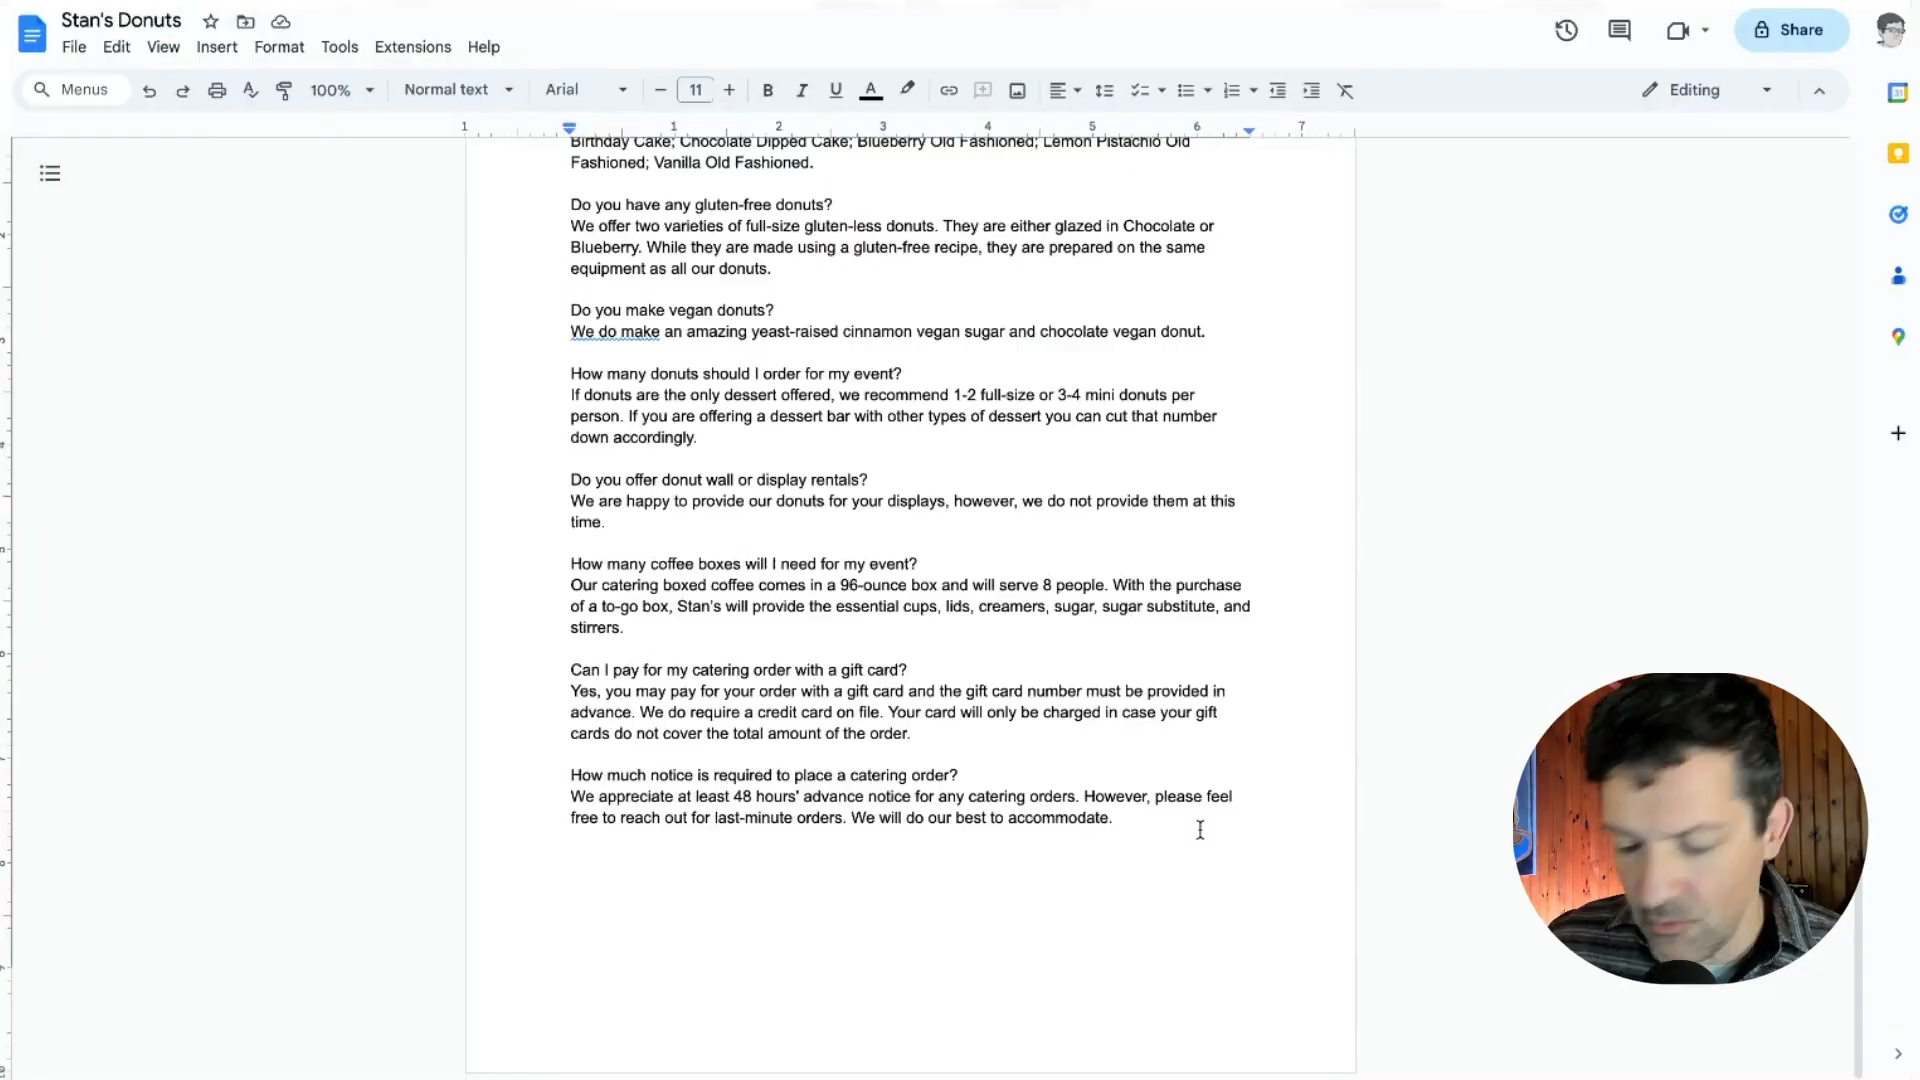 Stan's Donuts
File Edit View Insert Format Tools Extensions Help
Share
Menus 100% Normal text Arial 11 Editing
1 1 2 3 4 5 6 7
Birthday Cake; Chocolate Dipped Cake; Blueberry Old Fashioned; Lemon Pistachio Old
Fashioned; Vanilla Old Fashioned.
Do you have any gluten-free donuts?
We offer two varieties of full-size gluten-less donuts. They are either glazed in Chocolate or
Blueberry. While they are made using a gluten-free recipe, they are prepared on the same
equipment as all our donuts.
Do you make vegan donuts?
We do make an amazing yeast-raised cinnamon vegan sugar and chocolate vegan donut.
How many donuts should I order for my event?
If donuts are the only dessert offered, we recommend 1-2 full-size or 3-4 mini donuts per
person. If you are offering a dessert bar with other types of dessert you can cut that number
down accordingly.
Do you offer donut wall or display rentals?
We are happy to provide our donuts for your displays, however, we do not provide them at this
time.
How many coffee boxes will I need for my event?
Our catering boxed coffee comes in a 96-ounce box and will serve 8 people. With the purchase
of a to-go box, Stan's will provide the essential cups, lids, creamers, sugar, sugar substitute, and
stirrers.
Can I pay for my catering order with a gift card?
Yes, you may pay for your order with a gift card and the gift card number must be provided in
advance. We do require a credit card on file. Your card will only be charged in case your gift
cards do not cover the total amount of the order.
How much notice is required to place a catering order?
We appreciate at least 48 hours' advance notice for any catering orders. However, please feel
free to reach out for last-minute orders. We will do our best to accommodate.